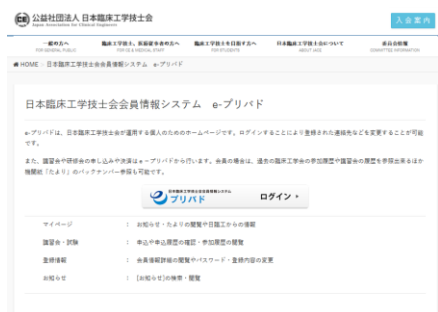 公益社団法人 日本臨床工学技士会
Japan Association for Clinical Engineers
入会案内
一般の方へ
FOR GENERAL PUBLIC
臨床工学技士、医療従事者の方へ
FOR CE & MEDICAL STAFF
臨床工学技士を目指す方へ
FOR STUDENTS
日本臨床工学技士会について
ABOUT JACE
委員会情報
COMMITTEE INFORMATION
HOME › 日本臨床工学技士会会員情報システム e-プリバド
日本臨床工学技士会会員情報システム e-プリバド
e-プリバドは、日本臨床工学技士会が運用する個人のためのホームページです。ログインすることにより登録された連絡先などを変更することが可能
です。
また、講習会や研修会の申し込みや決済はe-プリバドから行います。会員の場合は、過去の臨床工学会の参加履歴や講習会の履歴を参照出来るほか
機関紙「たより」のバックナンバー参照も可能です。
日本臨床工学技士会会員情報システム
プリバド ログイン
マイページ : お知らせ・たよりの閲覧や日臨工からの情報
講習会・試験 : 申込や申込履歴の確認・参加履歴の閲覧
登録情報 : 会員情報詳細の閲覧やパスワード・登録内容の変更
お知らせ : [お知らせ]の検索・閲覧